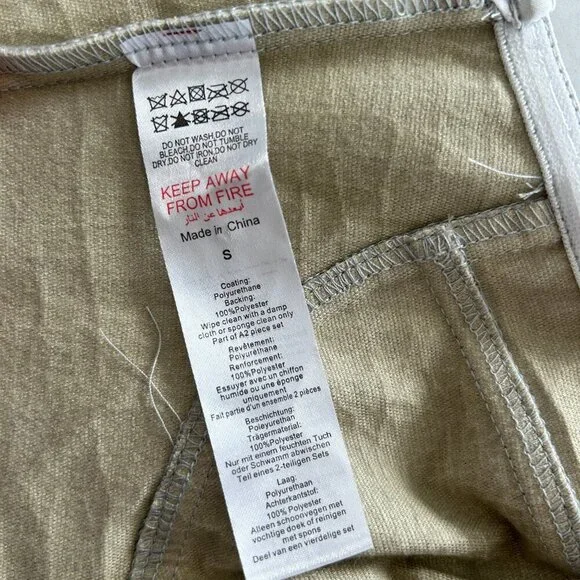 DO NOT WASH.DO NOT
BLEACH.DO NOT TUMBLE
DRY.DO NOT IRON.DO NOT DRY
CLEAN
KEEP AWAY
FROM FIRE
أبعدها عن النار
Made in China
S
Coating:
Polyurethane
Backing:
100%Polyester
Wipe clean with a damp
cloth or sponge clean only
Part of A2 piece set
Revêtement:
Polyuréthane
Renforcement:
100%Polyester
Essuyer avec un chiffon
humide ou une éponge
uniquement
Fait partie d'un ensemble 2 pièces
Beschichtung:
Polieyurethan
Trägermaterial:
100%Polyester
Nur mit einem feuchten Tuch
oder Schwamm abwischen
Teil eines 2-teiligen Sets
Laag:
Polyurethaan
Achterkantstof:
100%Polyester
Alleen schoonvegen met
vochtige doek of reinigen
met spons
Deel van een vierdelige set